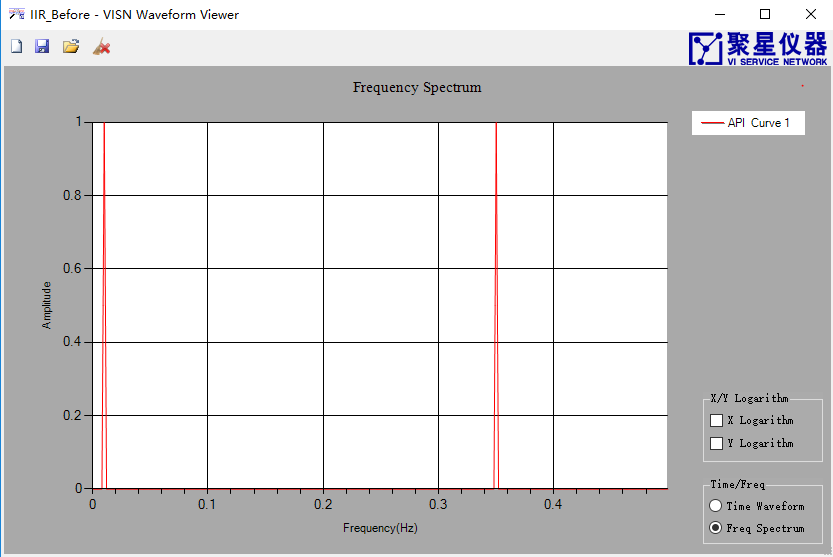 IIR_Before - VISN Waveform Viewer
聚星仪器
VI SERVICE NETWORK
Frequency Spectrum
API Curve 1
1
0.8
0.6
0.4
0.2
0
Amplitude
0 0.1 0.2 0.3 0.4
Frequency(Hz)
X/Y Logarithm
X Logarithm
Y Logarithm
Time/Freq
Time Waveform
Freq Spectrum